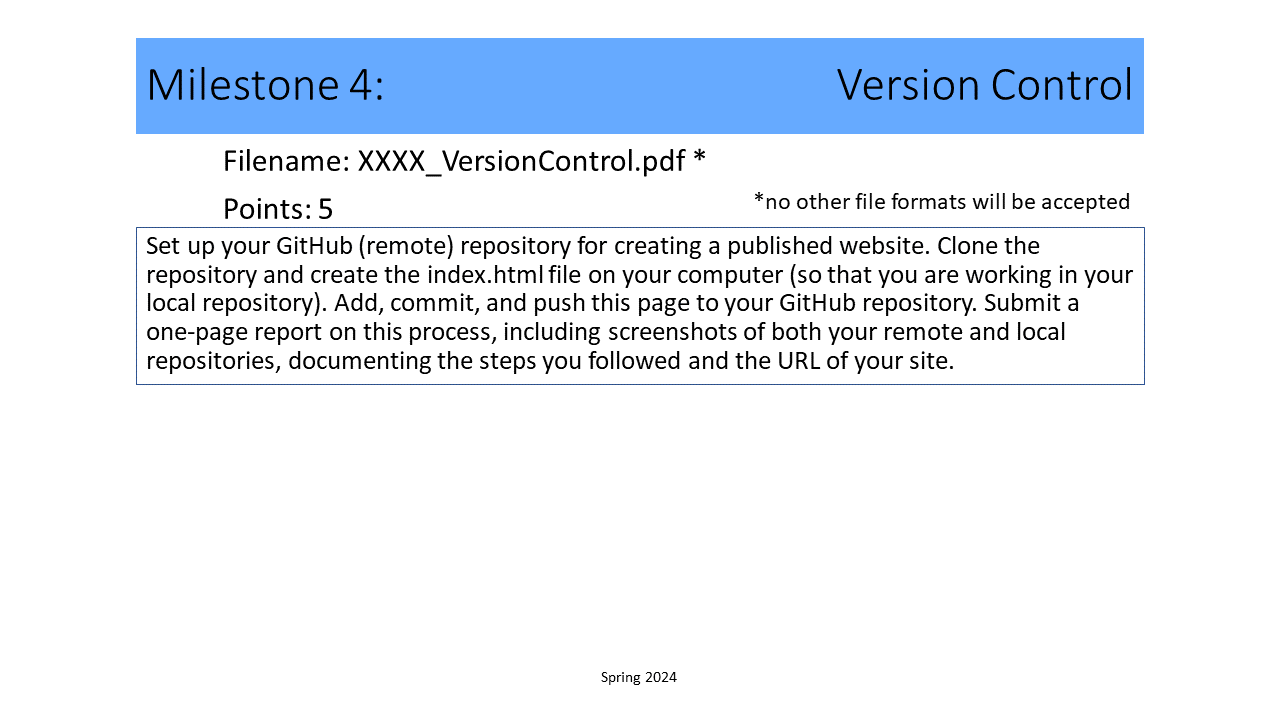 Milestone 4: Version Control
Filename: XXXX_VersionControl.pdf *
Points: 5
*no other file formats will be accepted
Set up your GitHub (remote) repository for creating a published website. Clone the
repository and create the index.html file on your computer (so that you are working in your
local repository). Add, commit, and push this page to your GitHub repository. Submit a
one-page report on this process, including screenshots of both your remote and local
repositories, documenting the steps you followed and the URL of your site.
Spring 2024